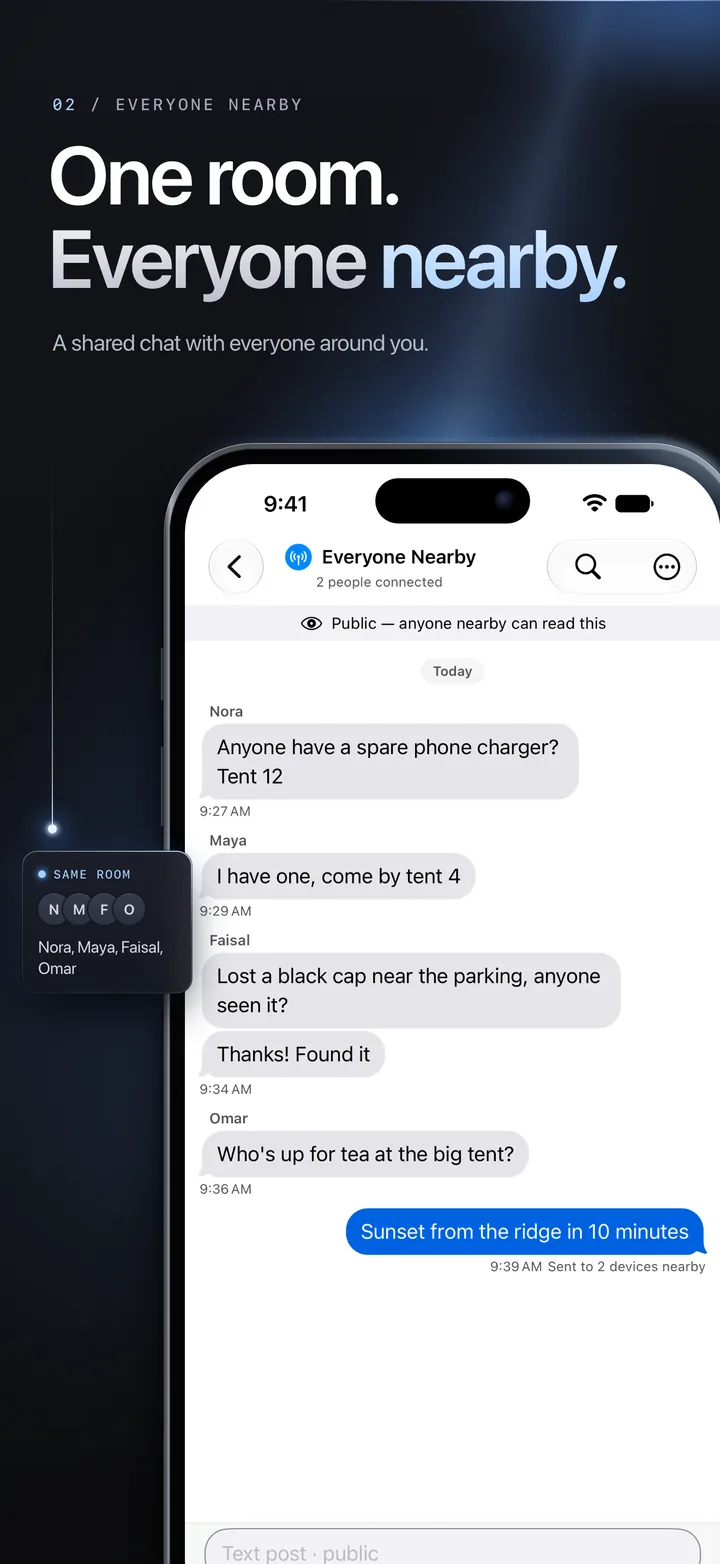 02 / EVERYONE NEARBY
One room.
Everyone nearby.
A shared chat with everyone around you.
9:41
Everyone Nearby
2 people connected
Public — anyone nearby can read this
Today
Nora
Anyone have a spare phone charger?
Tent 12
9:27 AM
Maya
I have one, come by tent 4
9:29 AM
SAME ROOM
N M F O
Nora, Maya, Faisal,
Omar
Faisal
Lost a black cap near the parking, anyone
seen it?
Thanks! Found it
9:34 AM
Omar
Who's up for tea at the big tent?
9:36 AM
Sunset from the ridge in 10 minutes
9:39 AM Sent to 2 devices nearby
Text post · public